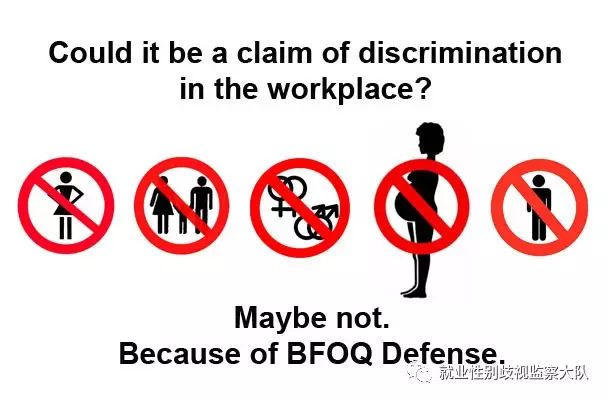 Could it be a claim of discrimination
in the workplace?
Maybe not.
Because of BFOQ Defense.
就业性别歧视监察大队